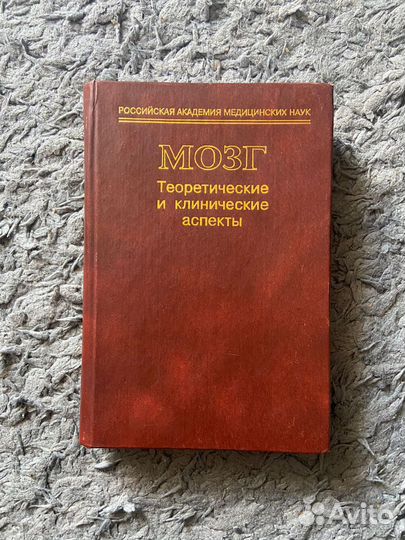 РОССИЙСКАЯ АКАДЕМИЯ МЕДИЦИНСКИХ НАУК
МОЗГ
Теоретические
и клинические
аспекты
Avito